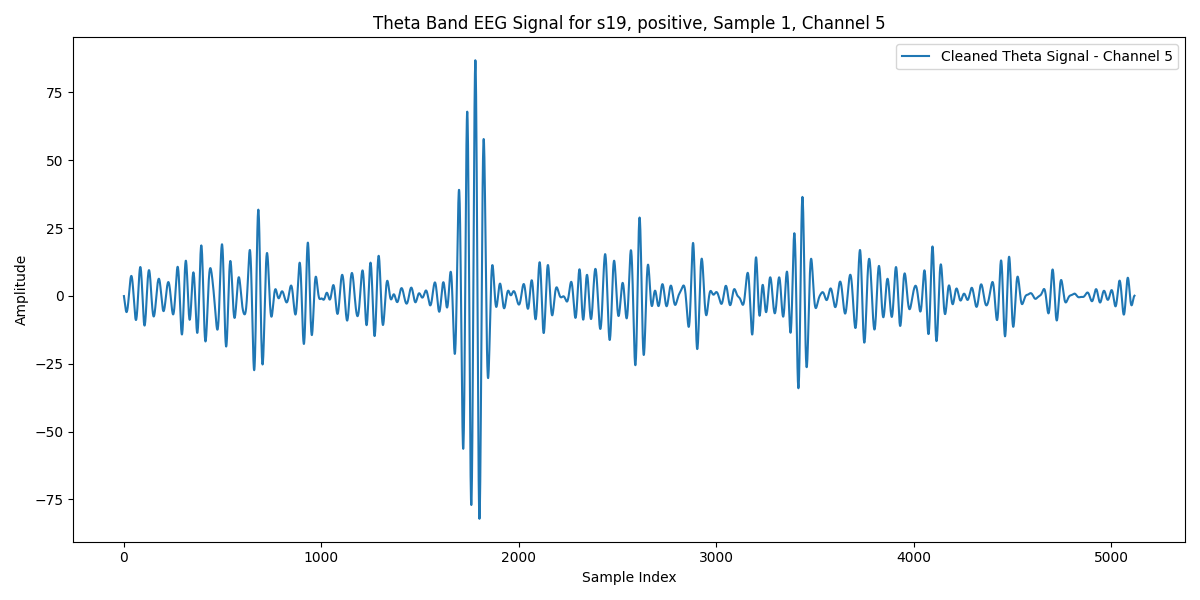 Theta Band EEG Signal for s19, positive, Sample 1, Channel 5
Cleaned Theta Signal - Channel 5
Amplitude
75
50
25
0
−25
−50
−75
0 1000 2000 3000 4000 5000
Sample Index